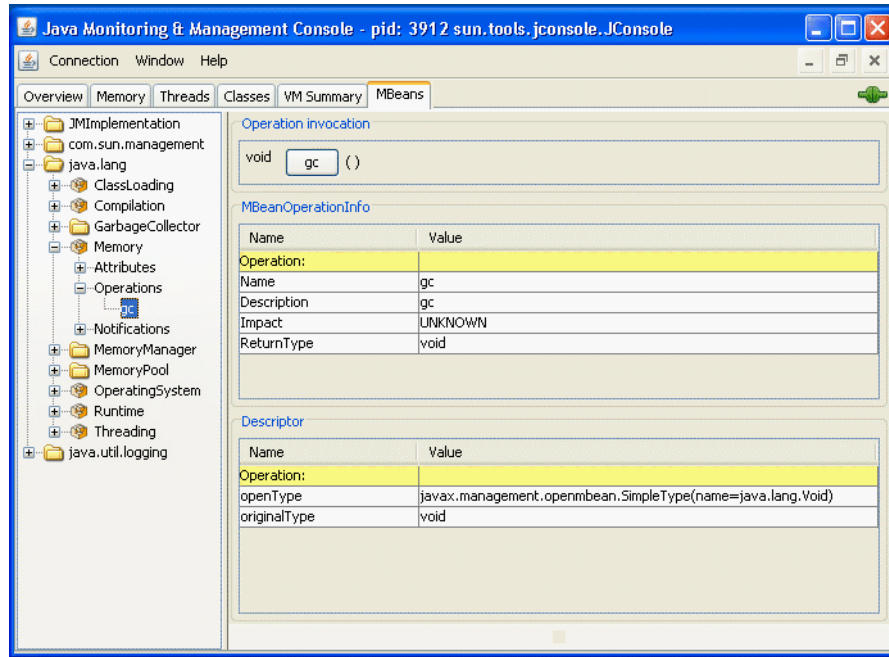 Java Monitoring & Management Console - pid: 3912 sun.tools.jconsole.JConsole
Connection Window Help
Overview Memory Threads Classes VM Summary MBeans
JMImplementation
com.sun.management
java.lang
ClassLoading
Compilation
GarbageCollector
Memory
Attributes
Operations
gc
Notifications
MemoryManager
MemoryPool
OperatingSystem
Runtime
Threading
java.util.logging
Operation invocation
void gc ( )
MBeanOperationInfo
Name Value
Operation:
Name gc
Description gc
Impact UNKNOWN
ReturnType void
Descriptor
Name Value
Operation:
openType javax.management.openmbean.SimpleType(name=java.lang.Void)
originalType void